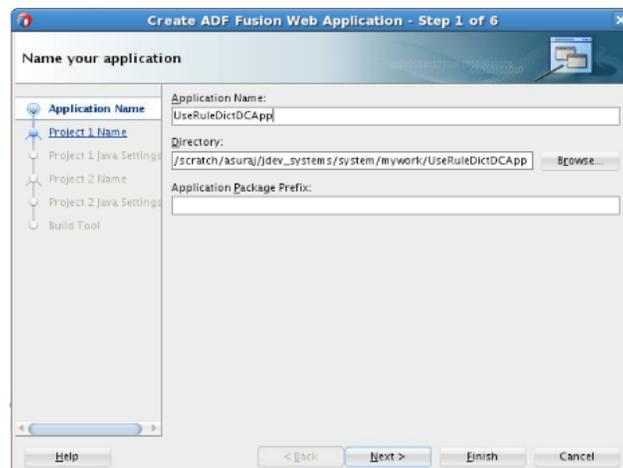 Create ADF Fusion Web Application - Step 1 of 6
Name your application
Application Name
Project 1 Name
Project 1 Java Settings
Project 2 Name
Project 2 Java Settings
Build Tool
Application Name:
UseRuleDictDCApp
Directory:
/scratch/asuraj/jdev_systems/system/mywork/UseRuleDictDCApp
Browse...
Application Package Prefix:
Help
< Back
Next >
Finish
Cancel